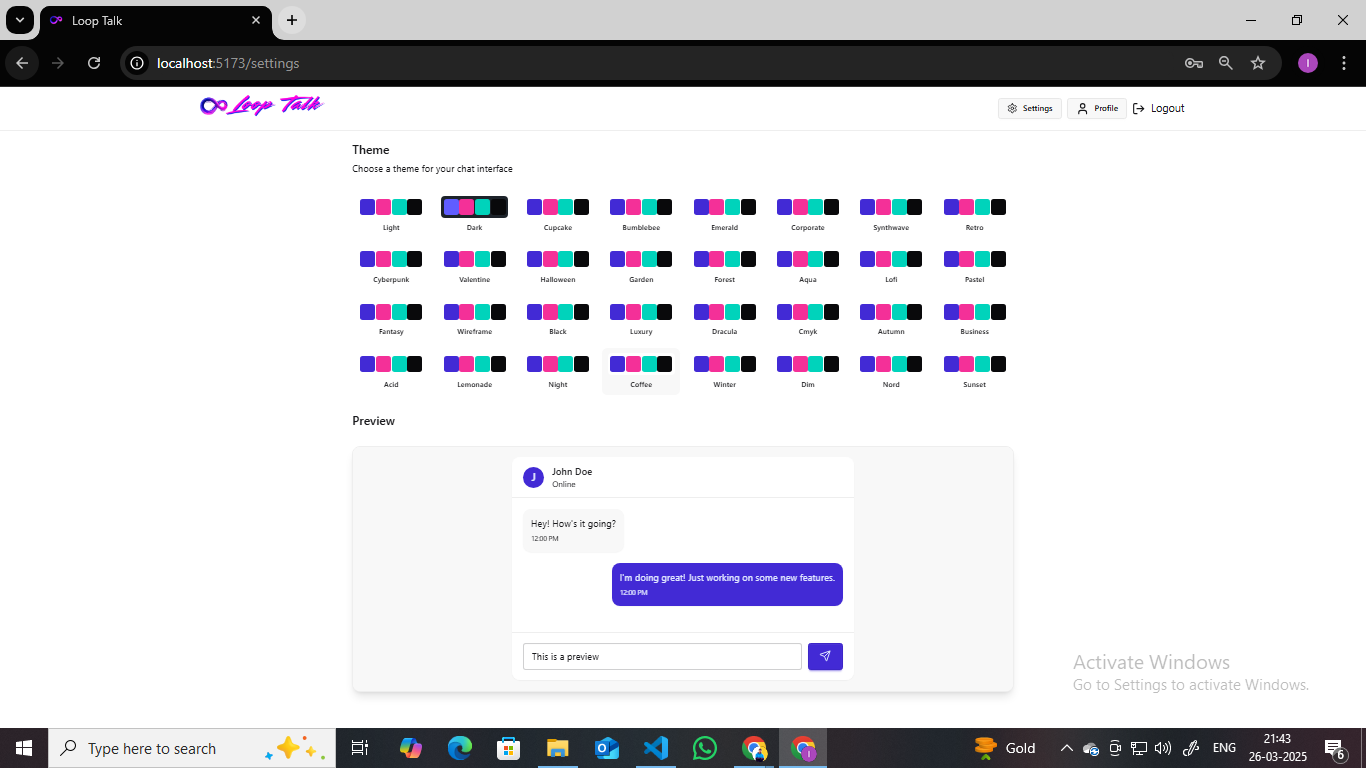 Loop Talk
localhost:5173/settings
Loop Talk
Settings
Profile
Logout
Theme
Choose a theme for your chat interface
Light Dark Cupcake Bumblebee Emerald Corporate Synthwave Retro
Cyberpunk Valentine Halloween Garden Forest Aqua Lofi Pastel
Fantasy Wireframe Black Luxury Dracula Cmyk Autumn Business
Acid Lemonade Night Coffee Winter Dim Nord Sunset
Preview
J
John Doe
Online
Hey! How's it going?
12:00 PM
I'm doing great! Just working on some new features.
12:00 PM
This is a preview
Activate Windows
Go to Settings to activate Windows.
Type here to search
I
Gold
ENG
21:43
26-03-2025
6